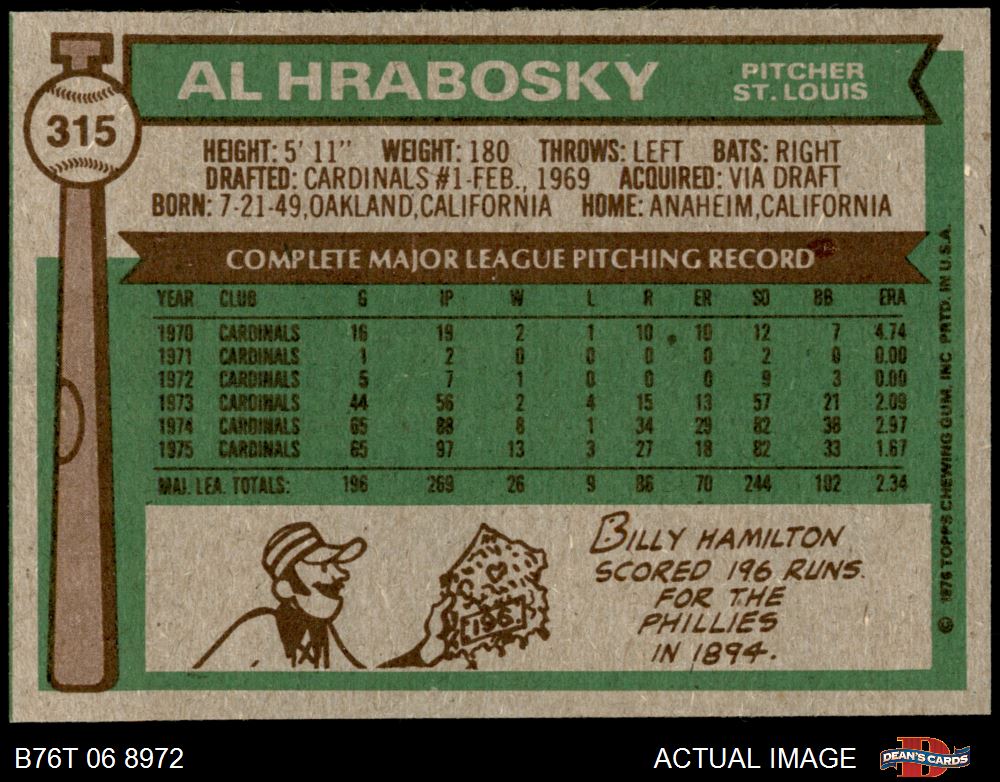 AL HRABOSKY
PITCHER
ST. LOUIS
315
HEIGHT: 5' 11" WEIGHT: 180 THROWS: LEFT BATS: RIGHT
DRAFTED: CARDINALS #1-FEB., 1969 ACQUIRED: VIA DRAFT
BORN: 7-21-49, OAKLAND, CALIFORNIA HOME: ANAHEIM, CALIFORNIA
COMPLETE MAJOR LEAGUE PITCHING RECORD
YEAR CLUB G IP W L R ER SO BB ERA
1970 CARDINALS 16 19 2 1 10 10 12 7 4.74
1971 CARDINALS 1 2 0 0 0 0 2 0 0.00
1972 CARDINALS 5 7 1 0 0 0 9 3 0.00
1973 CARDINALS 44 56 2 4 15 13 57 21 2.09
1974 CARDINALS 65 88 8 1 34 29 82 38 2.97
1975 CARDINALS 65 97 13 3 27 18 82 33 1.67
MAJ. LEA. TOTALS: 196 269 26 9 86 70 244 102 2.34
196
BILLY HAMILTON
SCORED 196 RUNS
FOR THE
PHILLIES
IN 1894.
© 1976 TOPPS CHEWING GUM, INC. PRTD. IN U.S.A.
B76T 06 8972
ACTUAL IMAGE
DEAN'S CARDS